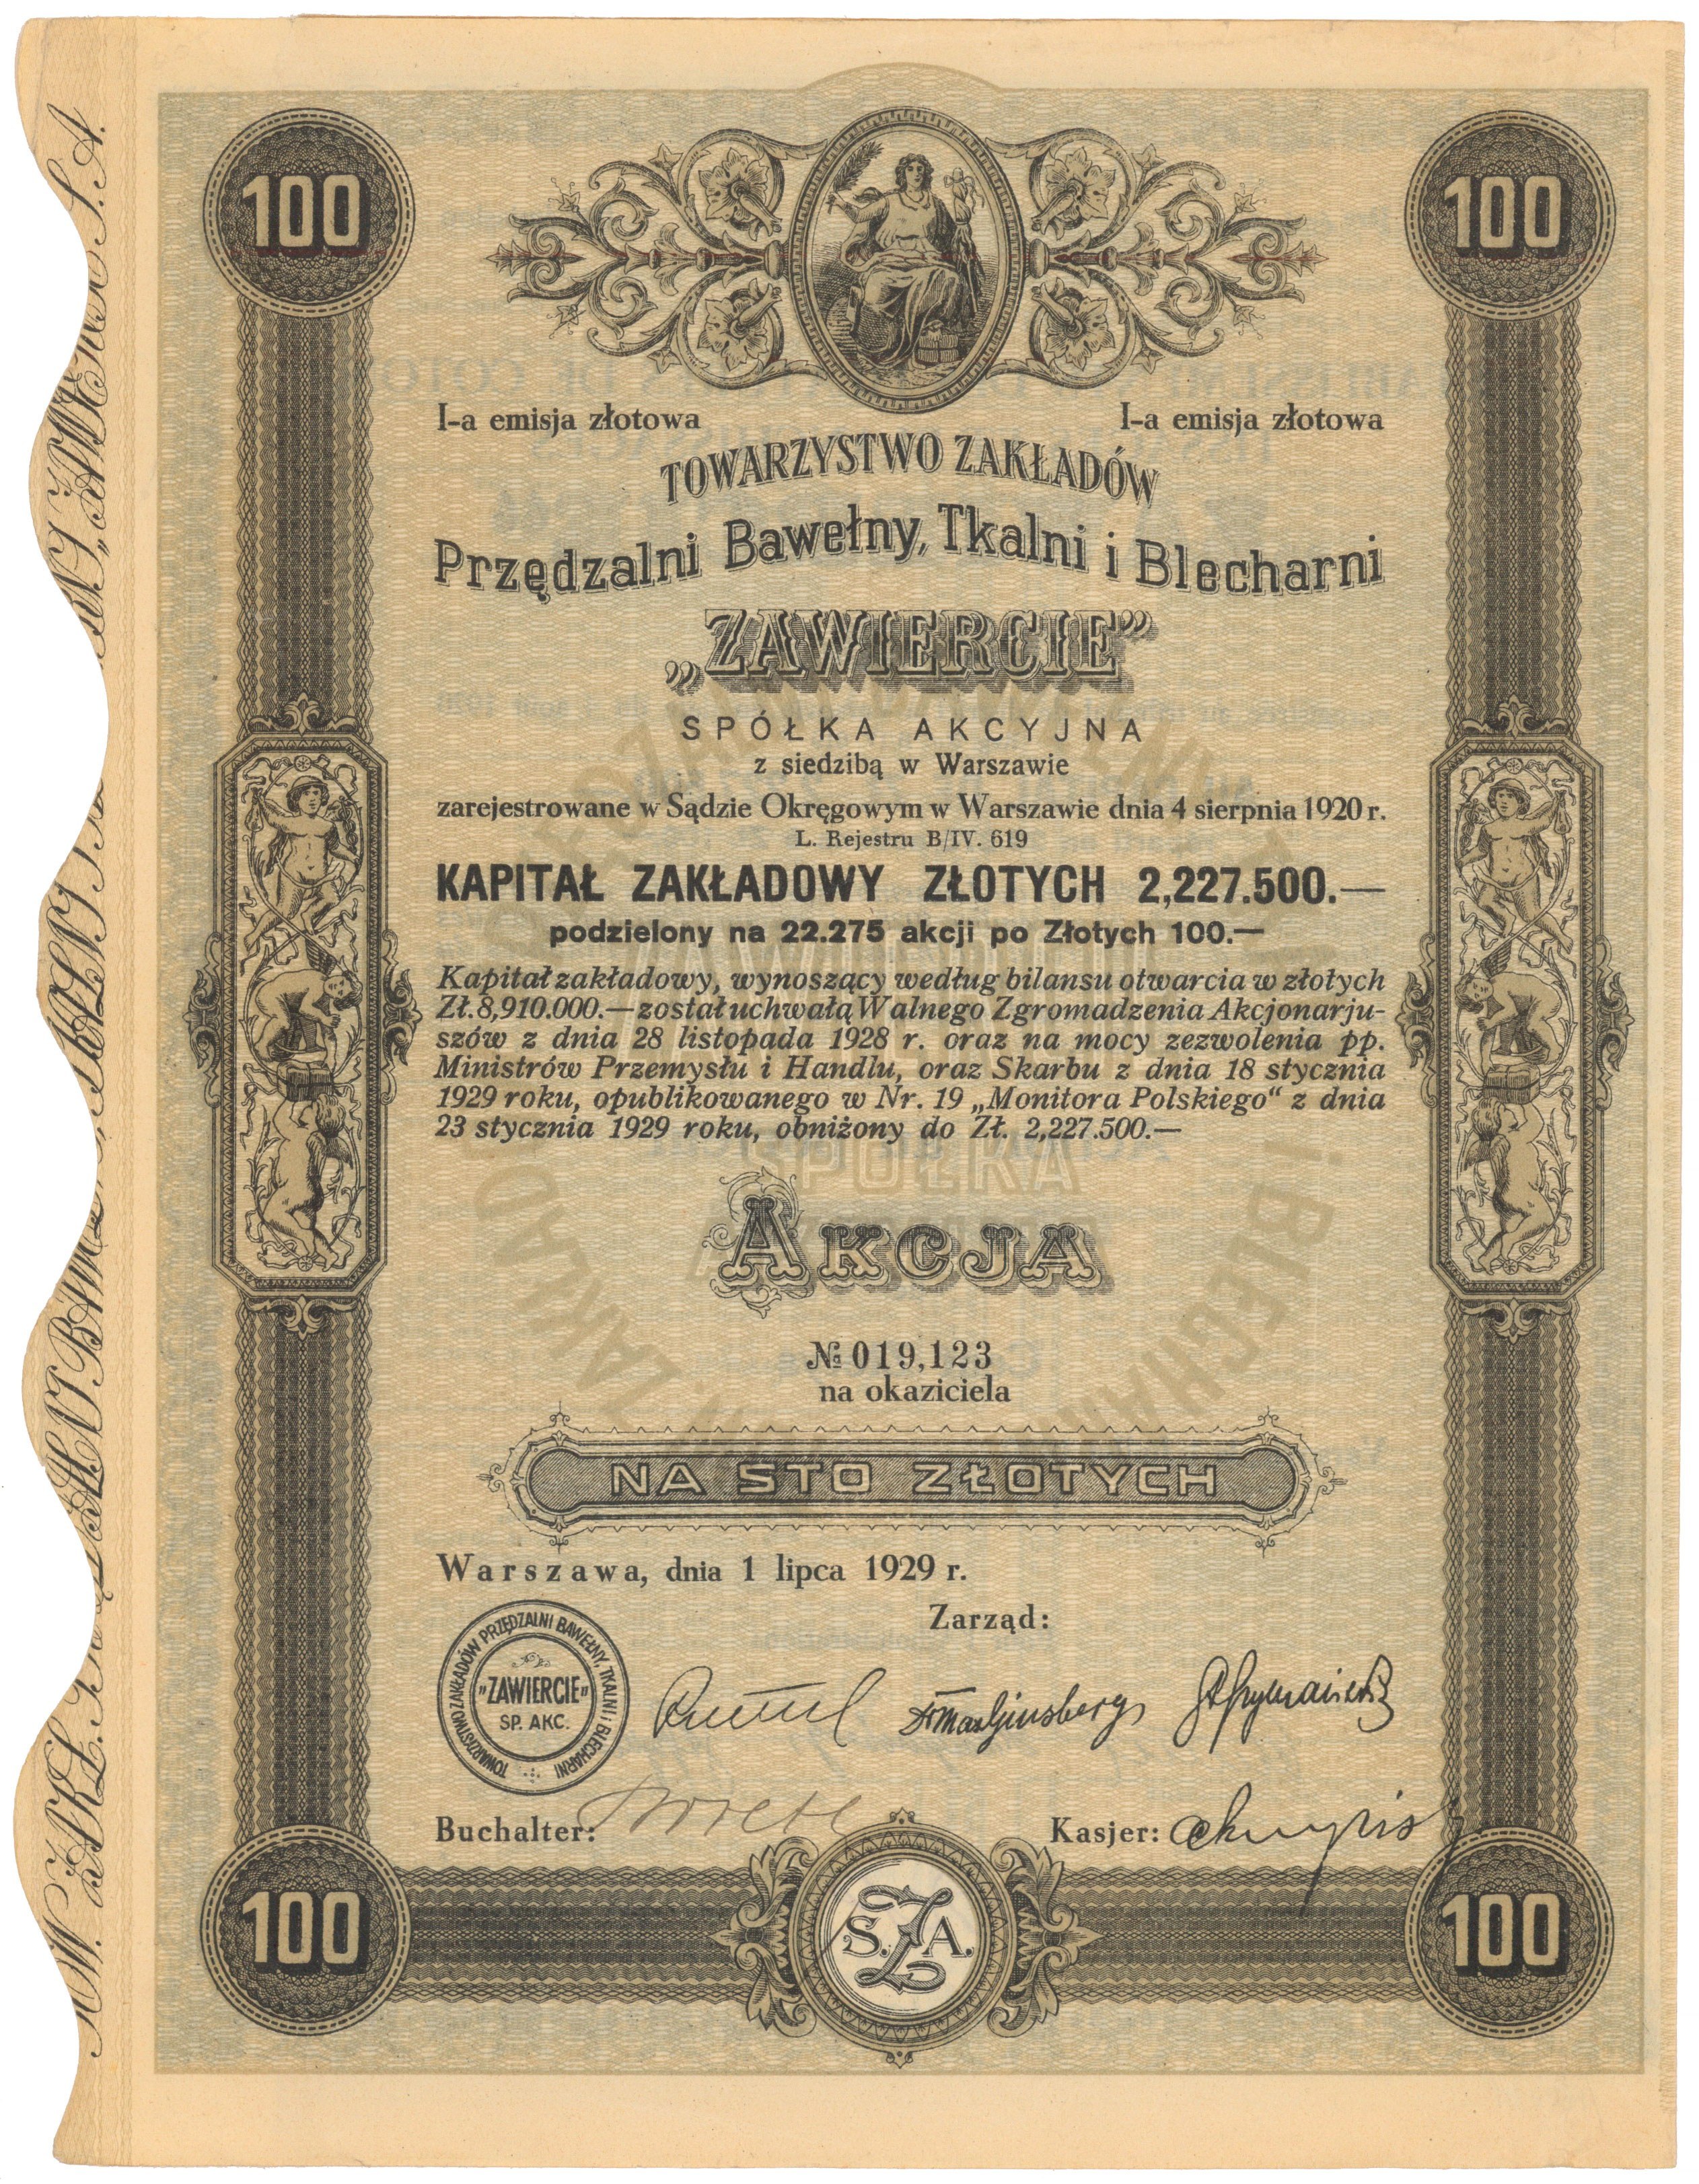 100
100
I-a emisja złotowa
I-a emisja złotowa
TOWARZYSTWO ZAKŁADÓW
Przędzalni Bawełny, Tkalni i Blecharni
„ZAWIERCIE”
SPÓŁKA AKCYJNA
z siedzibą w Warszawie
zarejestrowane w Sądzie Okręgowym w Warszawie dnia 4 sierpnia 1920 r.
L. Rejestru B/IV. 619
KAPITAŁ ZAKŁADOWY ZŁOTYCH 2,227.500.—
podzielony na 22.275 akcji po Złotych 100.—
Kapitał zakładowy, wynoszący według bilansu otwarcia w złotych
Zł. 8,910.000.— został uchwałą Walnego Zgromadzenia Akcjonarju-
szów z dnia 28 listopada 1928 r. oraz na mocy zezwolenia pp.
Ministrów Przemysłu i Handlu, oraz Skarbu z dnia 18 stycznia
1929 roku, opublikowanego w Nr. 19 „Monitora Polskiego“ z dnia
23 stycznia 1929 roku, obniżony do Zł. 2,227.500.—
SPÓŁKA
AKCJA
№ 019,123
na okaziciela
NA STO ZŁOTYCH
Warszawa, dnia 1 lipca 1929 r.
Zarząd:
TOWARZYSTWO ZAKŁADÓW PRZĘDZALNI BAWEŁNY, TKALNI i BLECHARNI
"ZAWIERCIE"
SP. AKC.
Dr Max Ginsberg
Buchalter:
Kasjer:
100
S.Z.A.
100